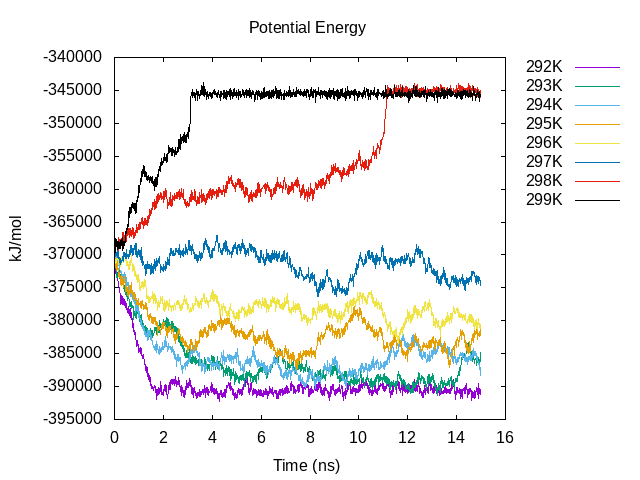 Potential Energy
-340000
-345000
-350000
-355000
-360000
-365000
-370000
-375000
-380000
-385000
-390000
-395000
kJ/mol
0 2 4 6 8 10 12 14 16
Time (ns)
292K
293K
294K
295K
296K
297K
298K
299K